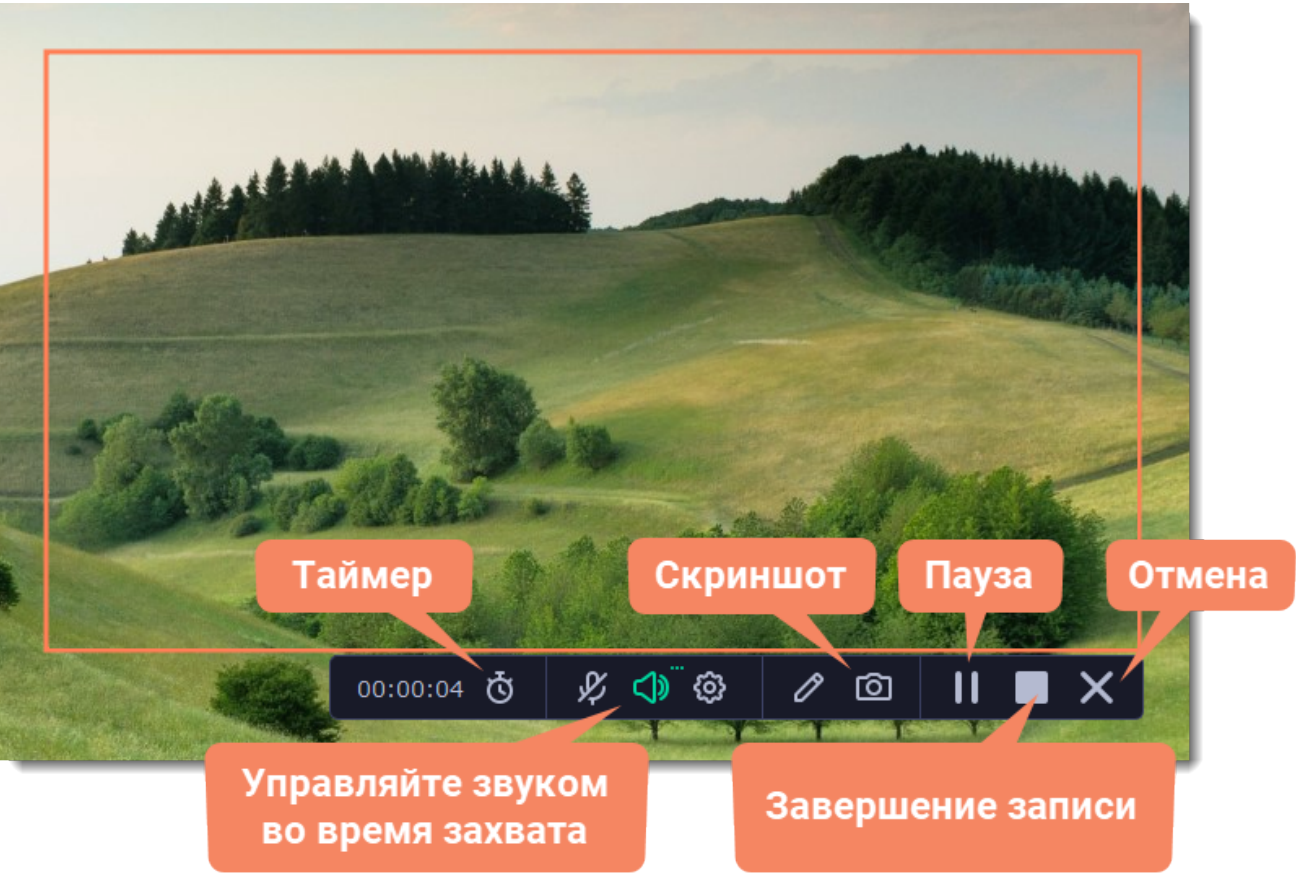 Таймер
Скриншот
Пауза
Отмена
00:00:04
Управляйте звуком
во время захвата
Завершение записи